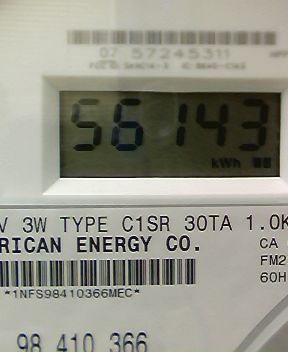 07 57245311
56143
kWh
V 3W TYPE C1SR 30TA 1.0K
RICAN ENERGY CO.
CA
FM2
60H
*1NFS98410366MEC*
98 410 366